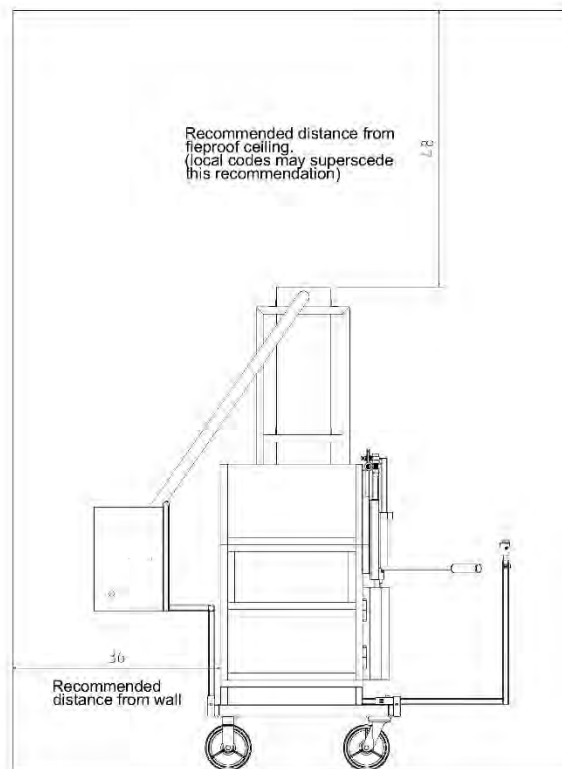 Recommended distance from
fieproof ceiling.
(local codes may superscede
this recommendation)
87
36
Recommended
distance from wall